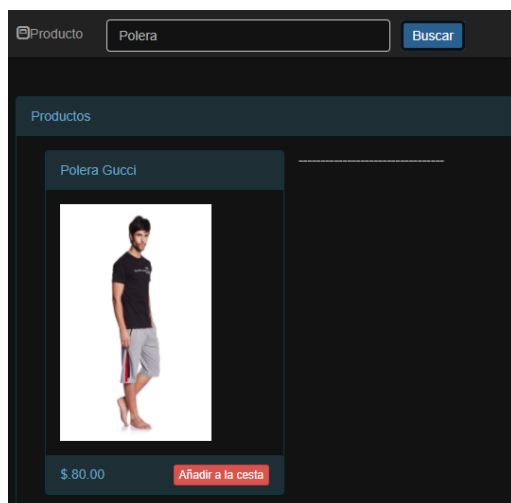 Producto
Polera
Buscar
Productos
Polera Gucci
---------------------------------
$.80.00
Añadir a la cesta